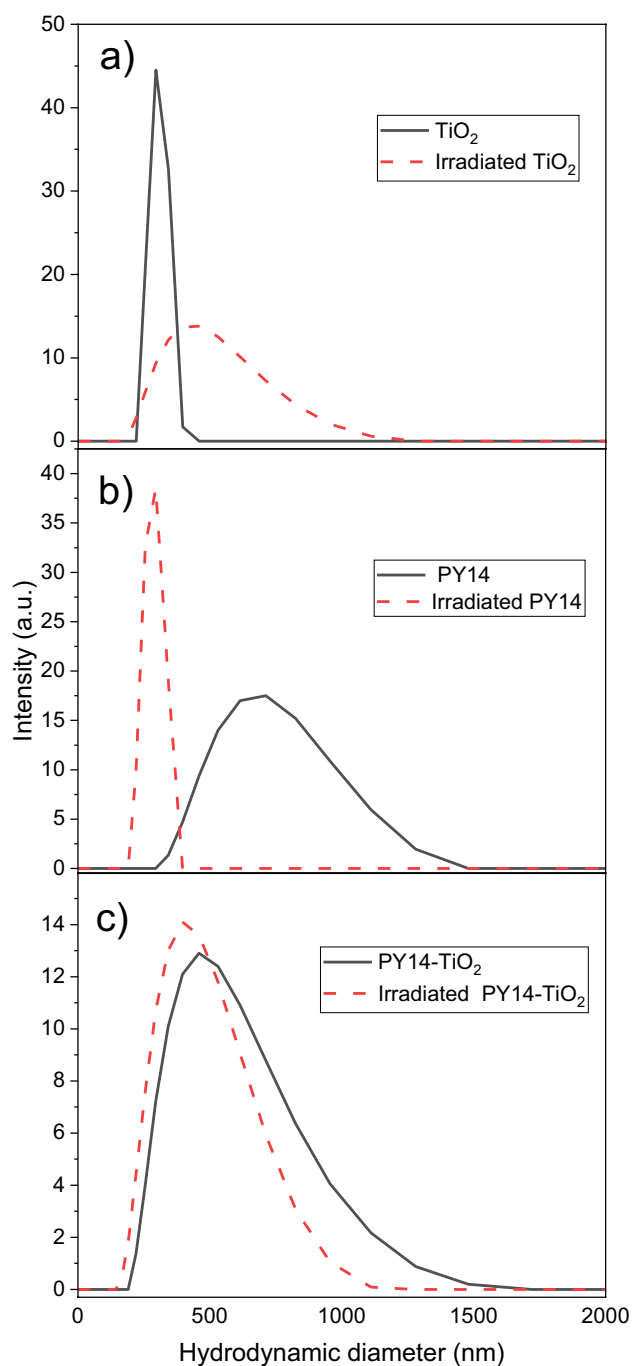 a)
50
40
30
20
10
0
TiO₂
Irradiated TiO₂
b)
40
35
30
25
20
15
10
5
0
PY14
Irradiated PY14
Intensity (a.u.)
c)
14
12
10
8
6
4
2
0
PY14-TiO₂
Irradiated PY14-TiO₂
0 500 1000 1500 2000
Hydrodynamic diameter (nm)